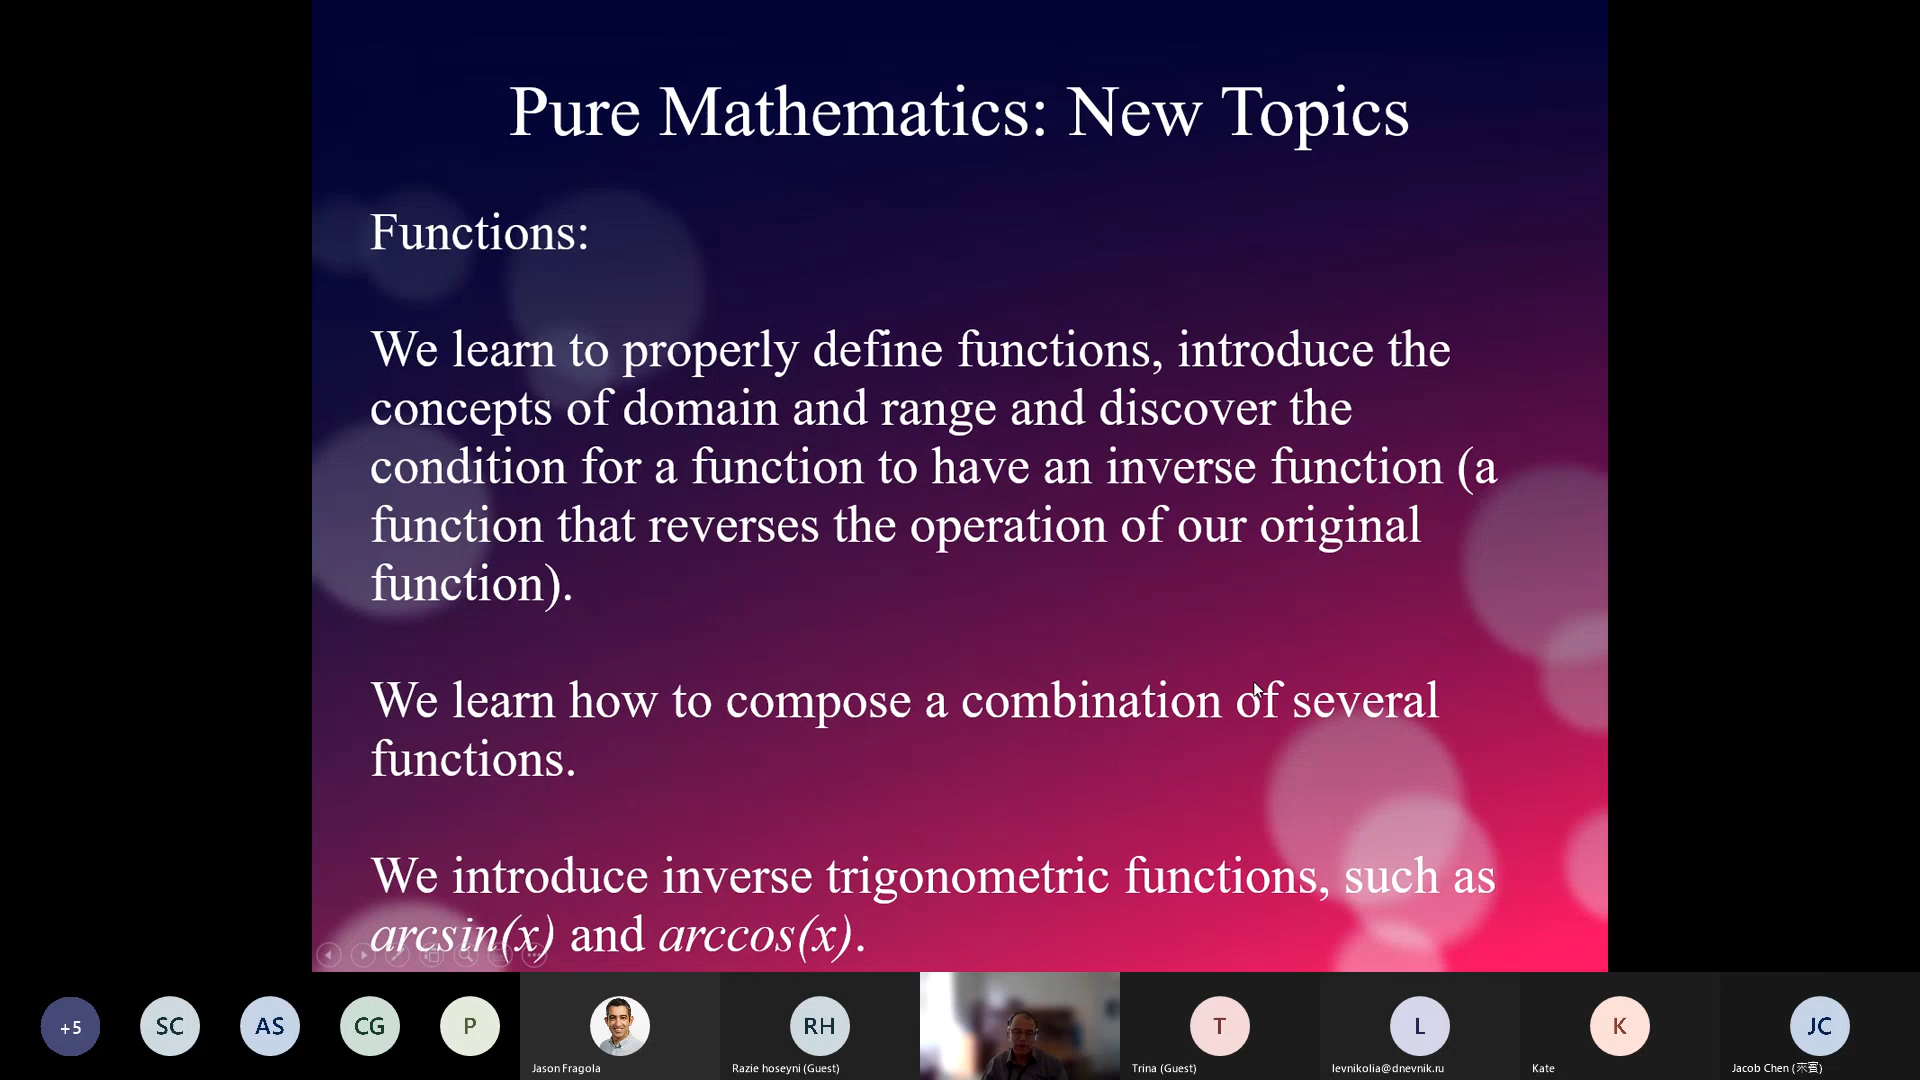 Pure Mathematics: New Topics
Functions:
We learn to properly define functions, introduce the
concepts of domain and range and discover the
condition for a function to have an inverse function (a
function that reverses the operation of our original
function).
We learn how to compose a combination of several
functions.
We introduce inverse trigonometric functions, such as
arcsin(x) and arccos(x).
+5
SC
AS
CG
P
RH
T
L
K
JC
Jason Fragola
Razie hoseyni (Guest)
Trina (Guest)
levnikolia@dnevnik.ru
Kate
Jacob Chen (来宾)